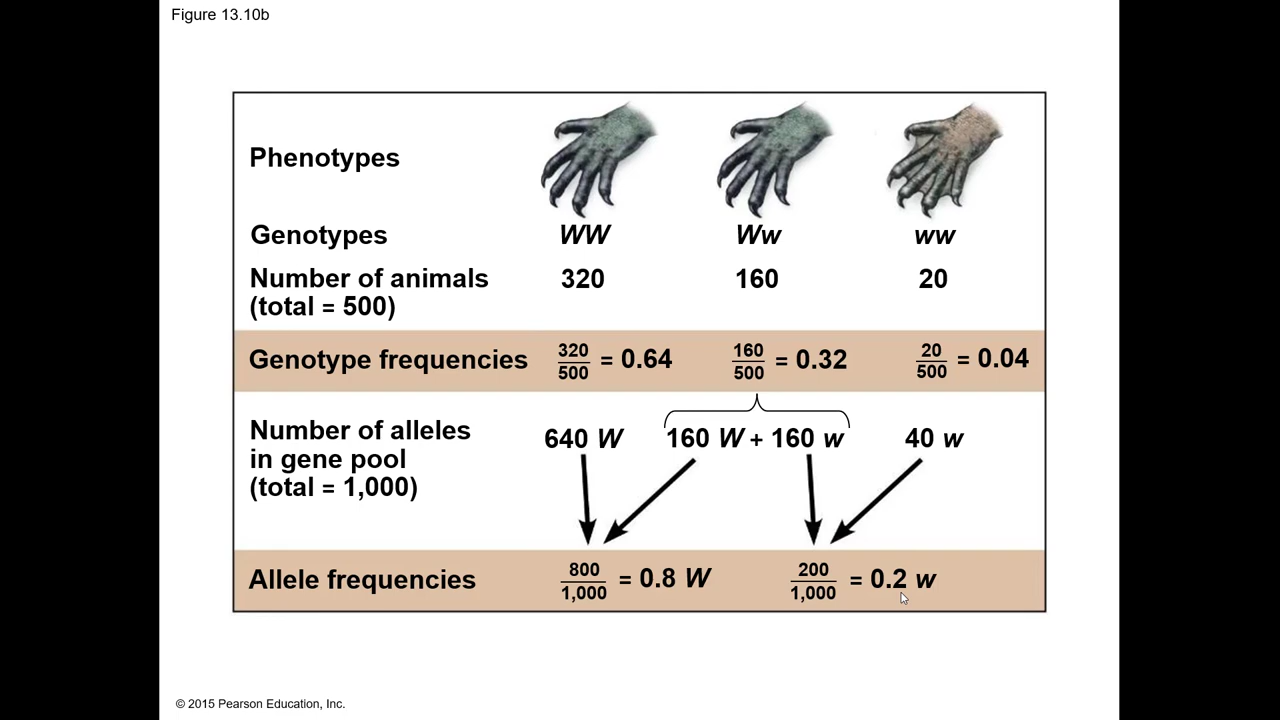 Figure 13.10b
Phenotypes
Genotypes WW Ww ww
Number of animals 320 160 20
(total = 500)
Genotype frequencies 320/500 = 0.64 160/500 = 0.32 20/500 = 0.04
Number of alleles
in gene pool 640 W 160 W + 160 w 40 w
(total = 1,000)
Allele frequencies 800/1,000 = 0.8 W 200/1,000 = 0.2 w
© 2015 Pearson Education, Inc.